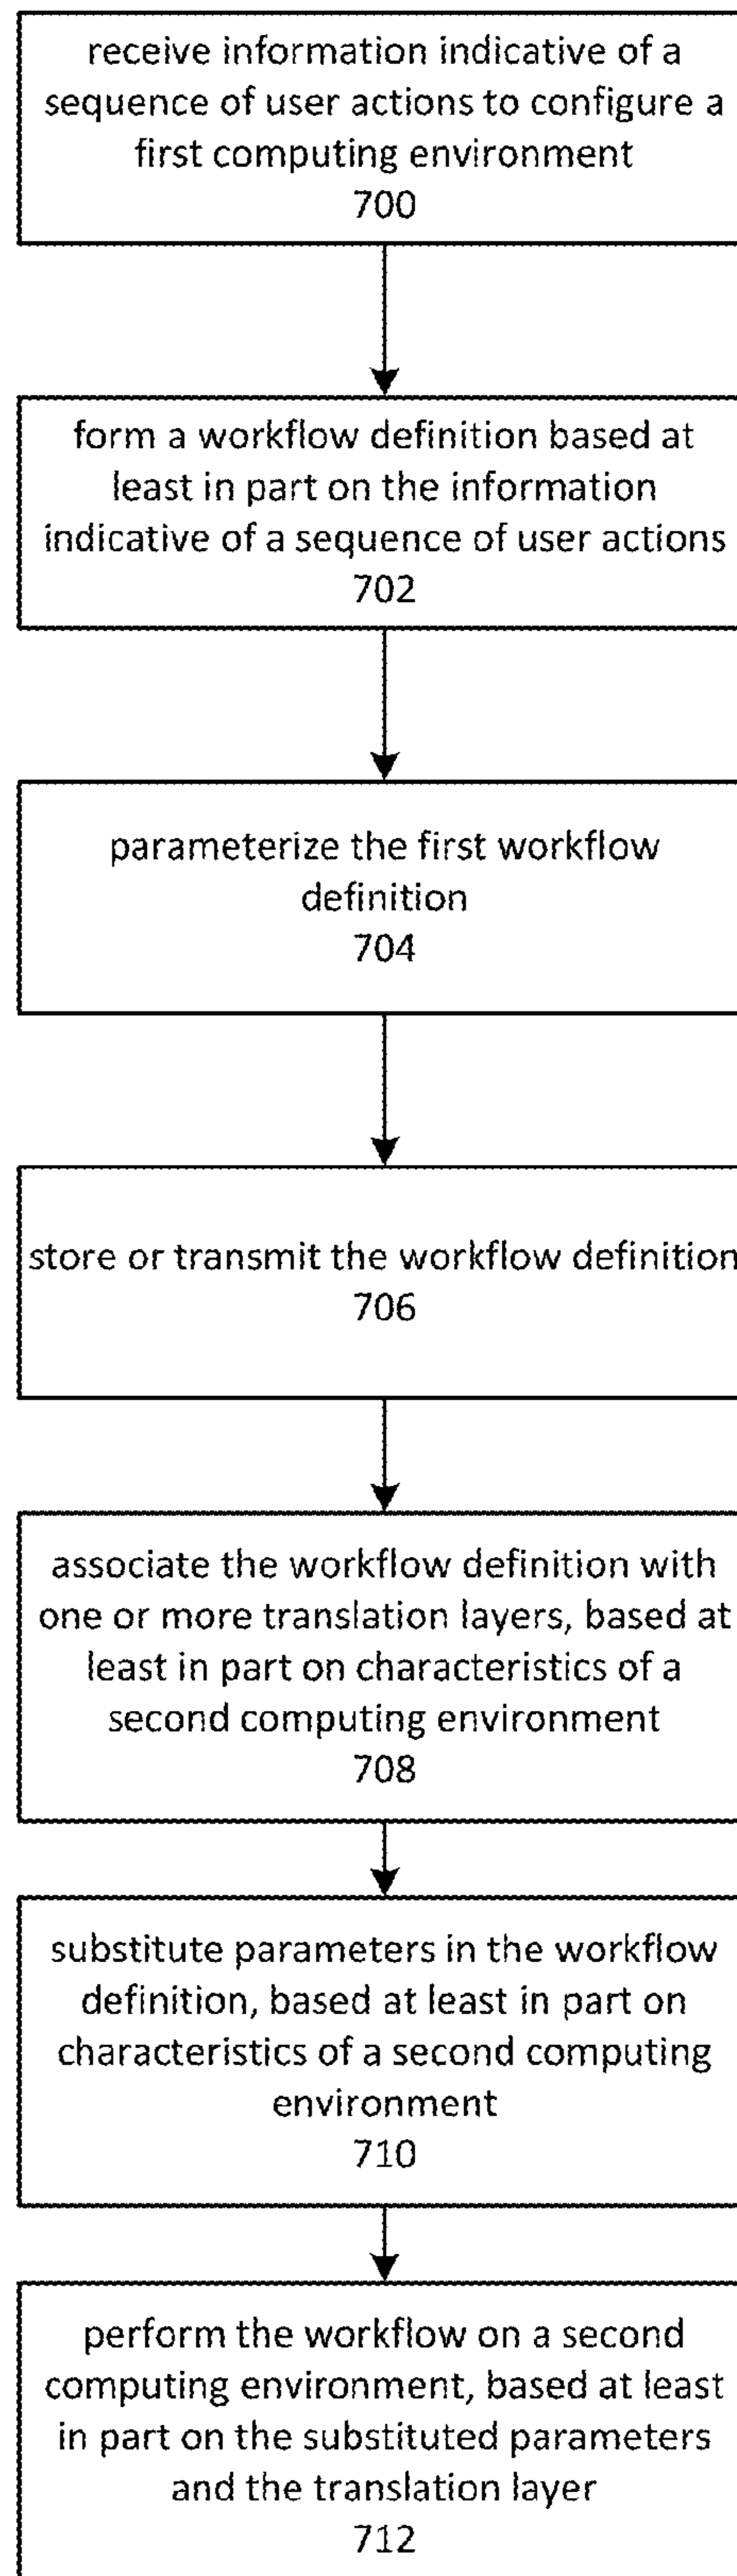 receive information indicative of a
sequence of user actions to configure a
first computing environment
700
form a workflow definition based at
least in part on the information
indicative of a sequence of user actions
702
parameterize the first workflow
definition
704
store or transmit the workflow definition
706
associate the workflow definition with
one or more translation layers, based at
least in part on characteristics of a
second computing environment
708
substitute parameters in the workflow
definition, based at least in part on
characteristics of a second computing
environment
710
perform the workflow on a second
computing environment, based at least
in part on the substituted parameters
and the translation layer
712